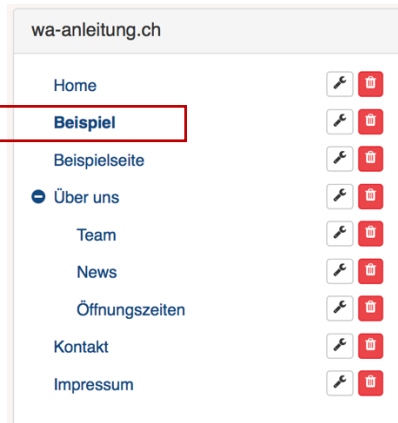 wa-anleitung.ch
Home
Beispiel
Beispielseite
Über uns
Team
News
Öffnungszeiten
Kontakt
Impressum